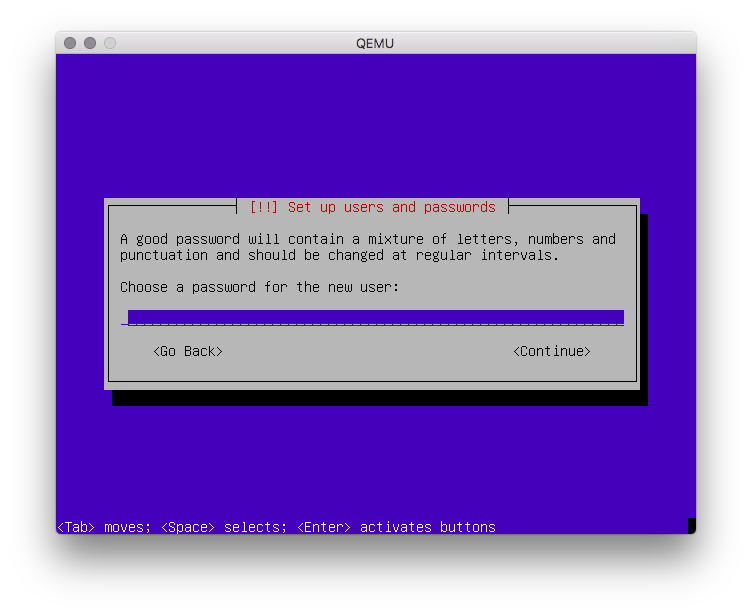 QEMU
[!!] Set up users and passwords
A good password will contain a mixture of letters, numbers and
punctuation and should be changed at regular intervals.
Choose a password for the new user:
<Go Back> <Continue>
<Tab> moves; <Space> selects; <Enter> activates buttons